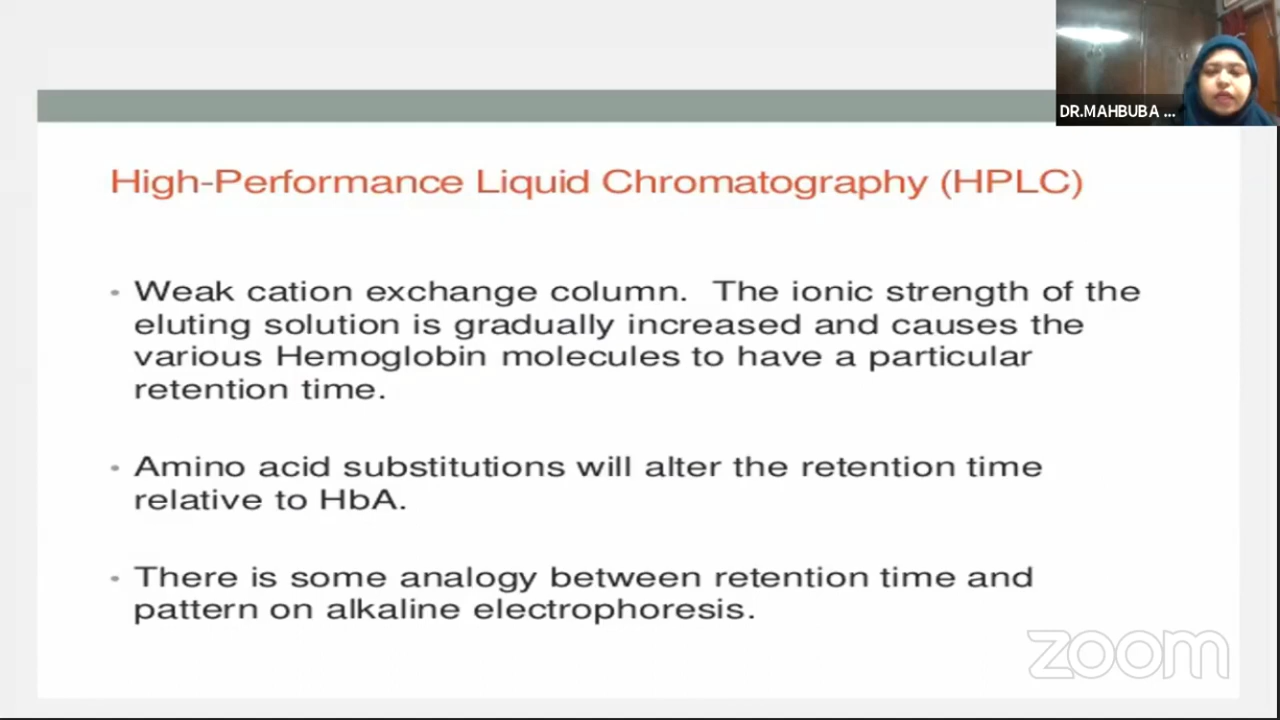 DR.MAHBUBA ...
High-Performance Liquid Chromatography (HPLC)
• Weak cation exchange column.  The ionic strength of the
eluting solution is gradually increased and causes the
various Hemoglobin molecules to have a particular
retention time.
• Amino acid substitutions will alter the retention time
relative to HbA.
• There is some analogy between retention time and
pattern on alkaline electrophoresis.
zoom